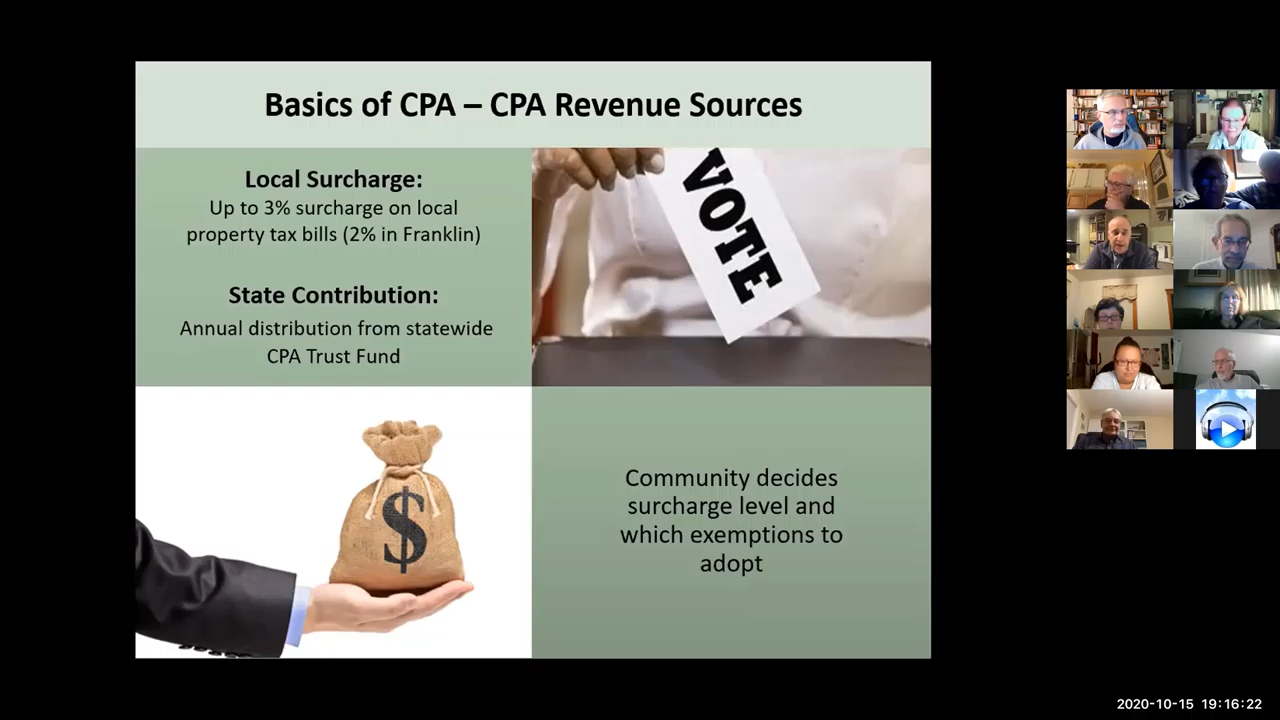 Basics of CPA – CPA Revenue Sources
Local Surcharge:
Up to 3% surcharge on local
property tax bills (2% in Franklin)
State Contribution:
Annual distribution from statewide
CPA Trust Fund
VOTE
$
Community decides
surcharge level and
which exemptions to
adopt
2020-10-15 19:16:22